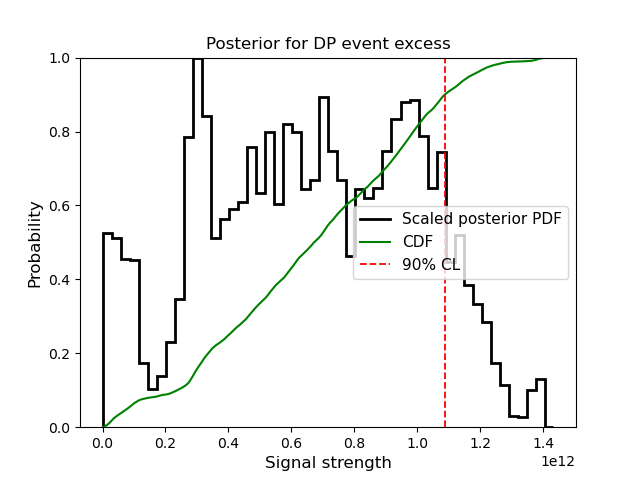 Posterior for DP event excess
Probability
1.0
0.8
0.6
0.4
0.2
0.0
Scaled posterior PDF
CDF
90% CL
0.0 0.2 0.4 0.6 0.8 1.0 1.2 1.4
1e12
Signal strength